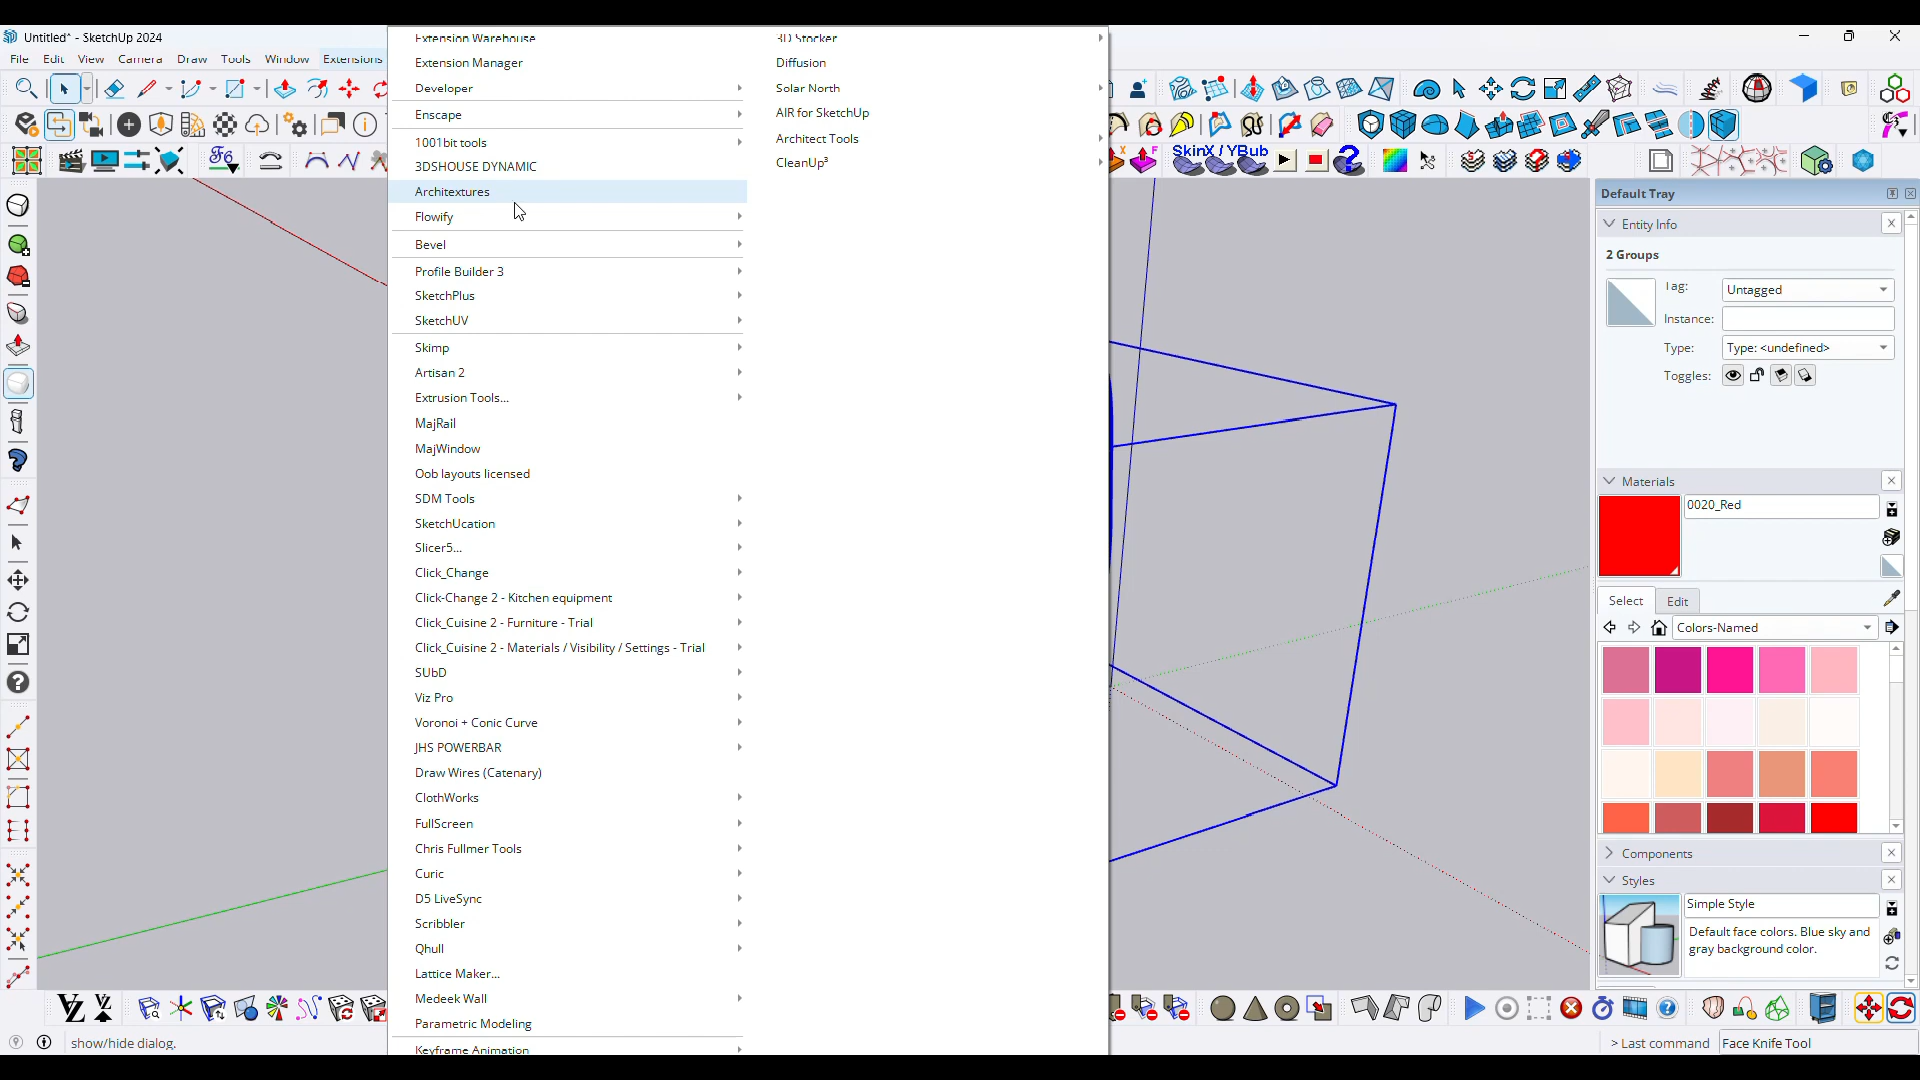 Untitled* - SketchUp 2024
File Edit View Camera Draw Tools Window Extensions
Extension Warehouse
Extension Manager
Developer
Enscape
1001bit tools
3DSHOUSE DYNAMIC
Architextures
Flowify
Bevel
Profile Builder 3
SketchPlus
SketchUV
Skimp
Artisan 2
Extrusion Tools...
MajRail
MajWindow
Oob layouts licensed
SDM Tools
SketchUcation
Slicer5...
Click_Change
Click-Change 2 - Kitchen equipment
Click_Cuisine 2 - Furniture - Trial
Click_Cuisine 2 - Materials / Visibility / Settings - Trial
SUbD
Viz Pro
Voronoi + Conic Curve
JHS POWERBAR
Draw Wires (Catenary)
ClothWorks
FullScreen
Chris Fullmer Tools
Curic
D5 LiveSync
Scribbler
Qhull
Lattice Maker...
Medeek Wall
Parametric Modeling
Keyframe Animation
3D Stocker
Diffusion
Solar North
AIR for SketchUp
Architect Tools
CleanUp³
SkinX / YBub
Default Tray
Entity Info
2 Groups
Tag: Untagged
Instance:
Type: Type: <undefined>
Toggles:
Materials
0020_Red
Select Edit
Colors-Named
Components
Styles
Simple Style
Default face colors. Blue sky and
gray background color.
show/hide dialog.
> Last command Face Knife Tool